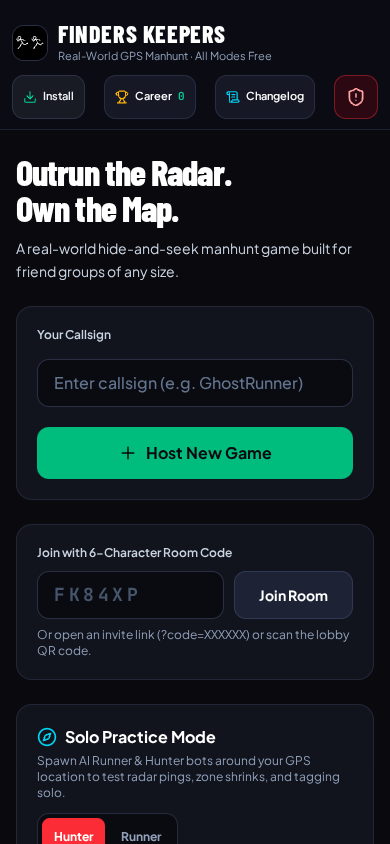 FINDERS KEEPERS
Real-World GPS Manhunt · All Modes Free
Install
Career 0
Changelog
Outrun the Radar.
Own the Map.
A real-world hide-and-seek manhunt game built for
friend groups of any size.
Your Callsign
Enter callsign (e.g. GhostRunner)
Host New Game
Join with 6-Character Room Code
FK84XP
Join Room
Or open an invite link (?code=XXXXXX) or scan the lobby
QR code.
Solo Practice Mode
Spawn AI Runner & Hunter bots around your GPS
location to test radar pings, zone shrinks, and tagging
solo.
Hunter
Runner